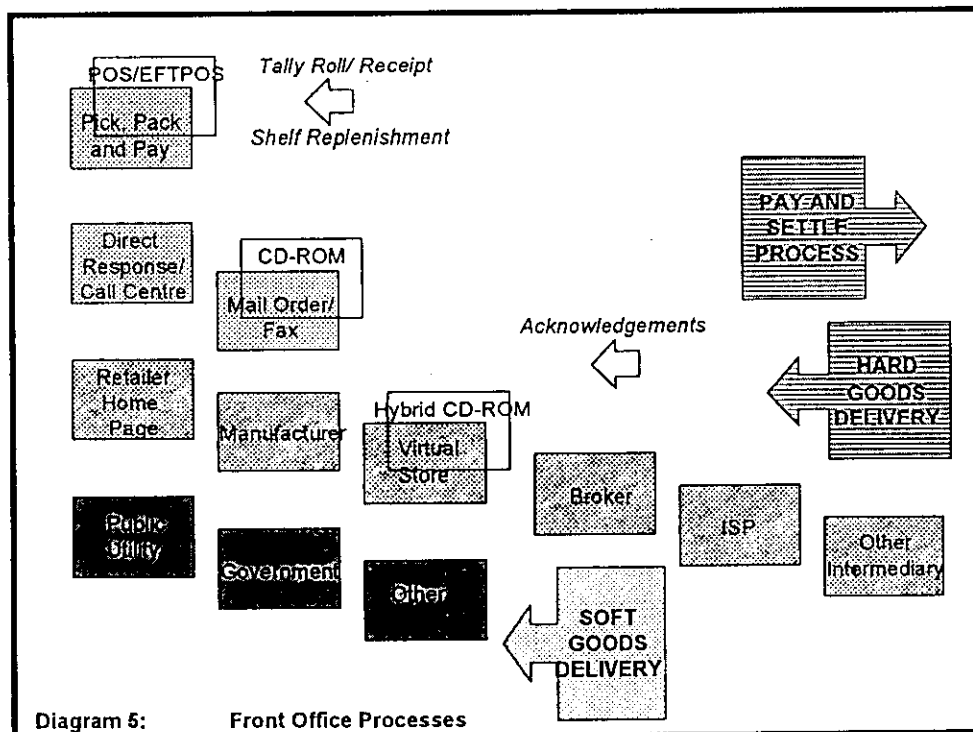 POS/EFTPOS
Pick, Pack
and Pay
Tally Roll/ Receipt
Shelf Replenishment
PAY AND
SETTLE
PROCESS
Direct
Response/
Call Centre
CD-ROM
Mail Order/
Fax
Acknowledgements
HARD
GOODS
DELIVERY
Retailer
Home
Page
Manufacturer
Hybrid CD-ROM
Virtual
Store
Broker
ISP
Other
Intermediary
Public
Utility
Government
Other
SOFT
GOODS
DELIVERY
Diagram 5: Front Office Processes